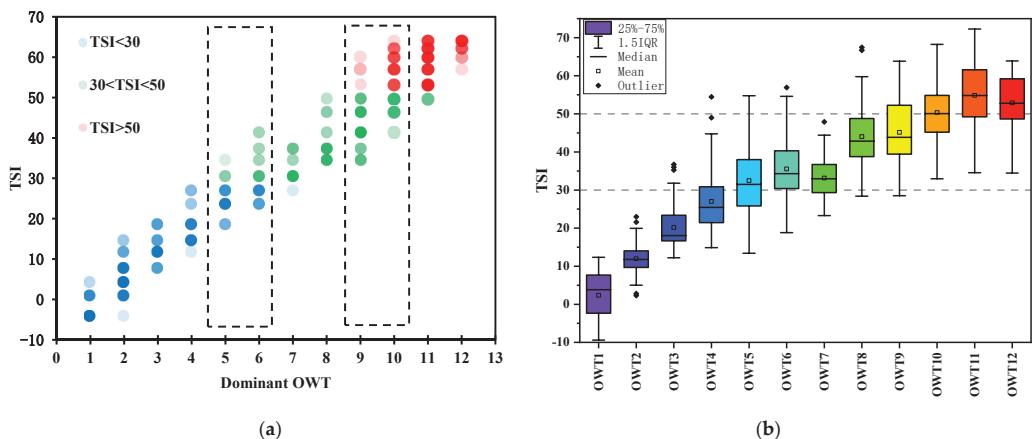 70
60
50
40
30
20
10
0
-10
TSI
TSI<30
30<TSI<50
TSI>50
0 1 2 3 4 5 6 7 8 9 10 11 12 13
Dominant OWT
(a)
70
60
50
40
30
20
10
0
-10
TSI
25%-75%
1.5IQR
Median
Mean
Outlier
OWT1 OWT2 OWT3 OWT4 OWT5 OWT6 OWT7 OWT8 OWT9 OWT10 OWT11 OWT12
(b)